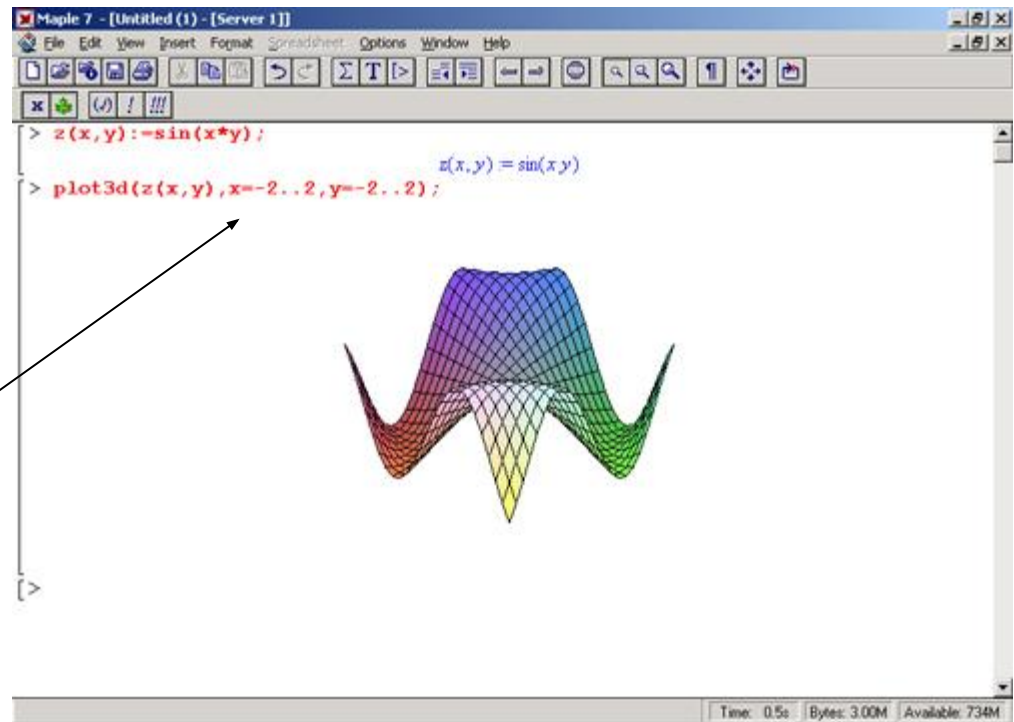 Maple 7 - [Untitled (1) - [Server 1]]
File Edit View Insert Format Spreadsheet Options Window Help
Σ T [>
x (√) ! !!!
[> z(x,y):=sin(x*y);
z(x, y) := sin(x y)
[> plot3d(z(x,y),x=-2..2,y=-2..2);
[>
Time: 0.5s Bytes: 3.00M Available: 734M